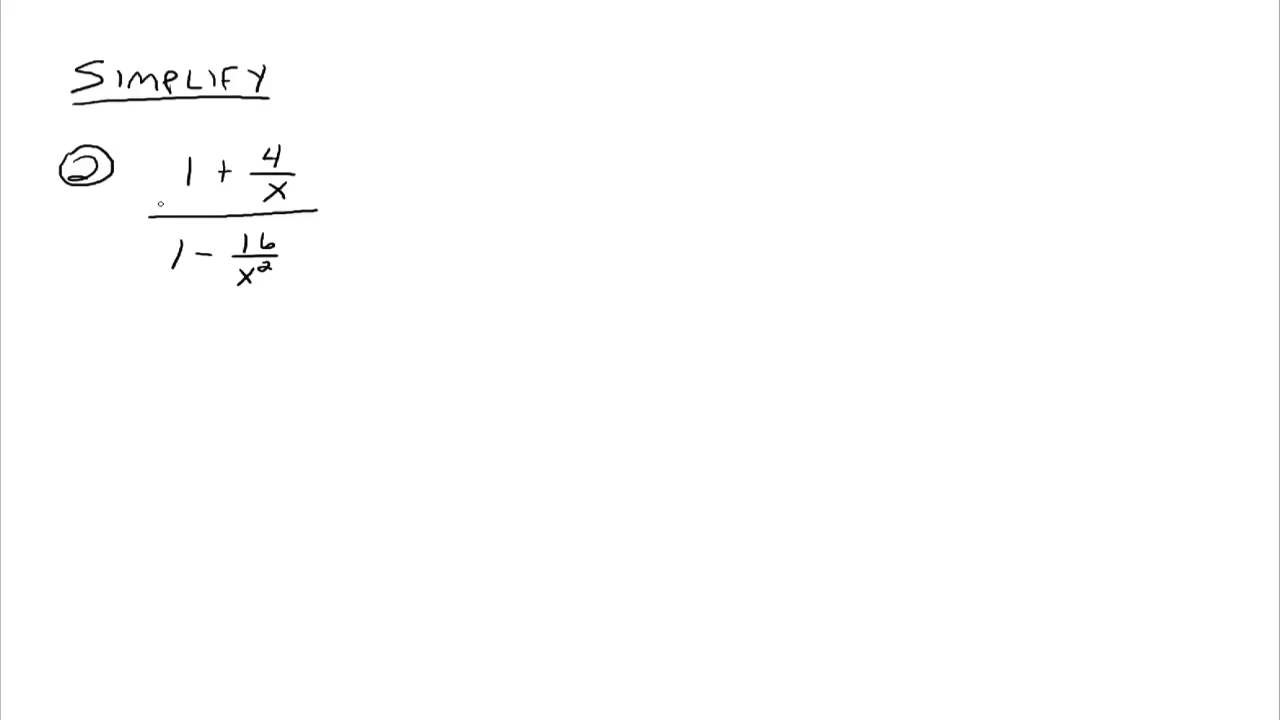 SIMPLIFY
② 1 + 4/x
1 - 16/x²